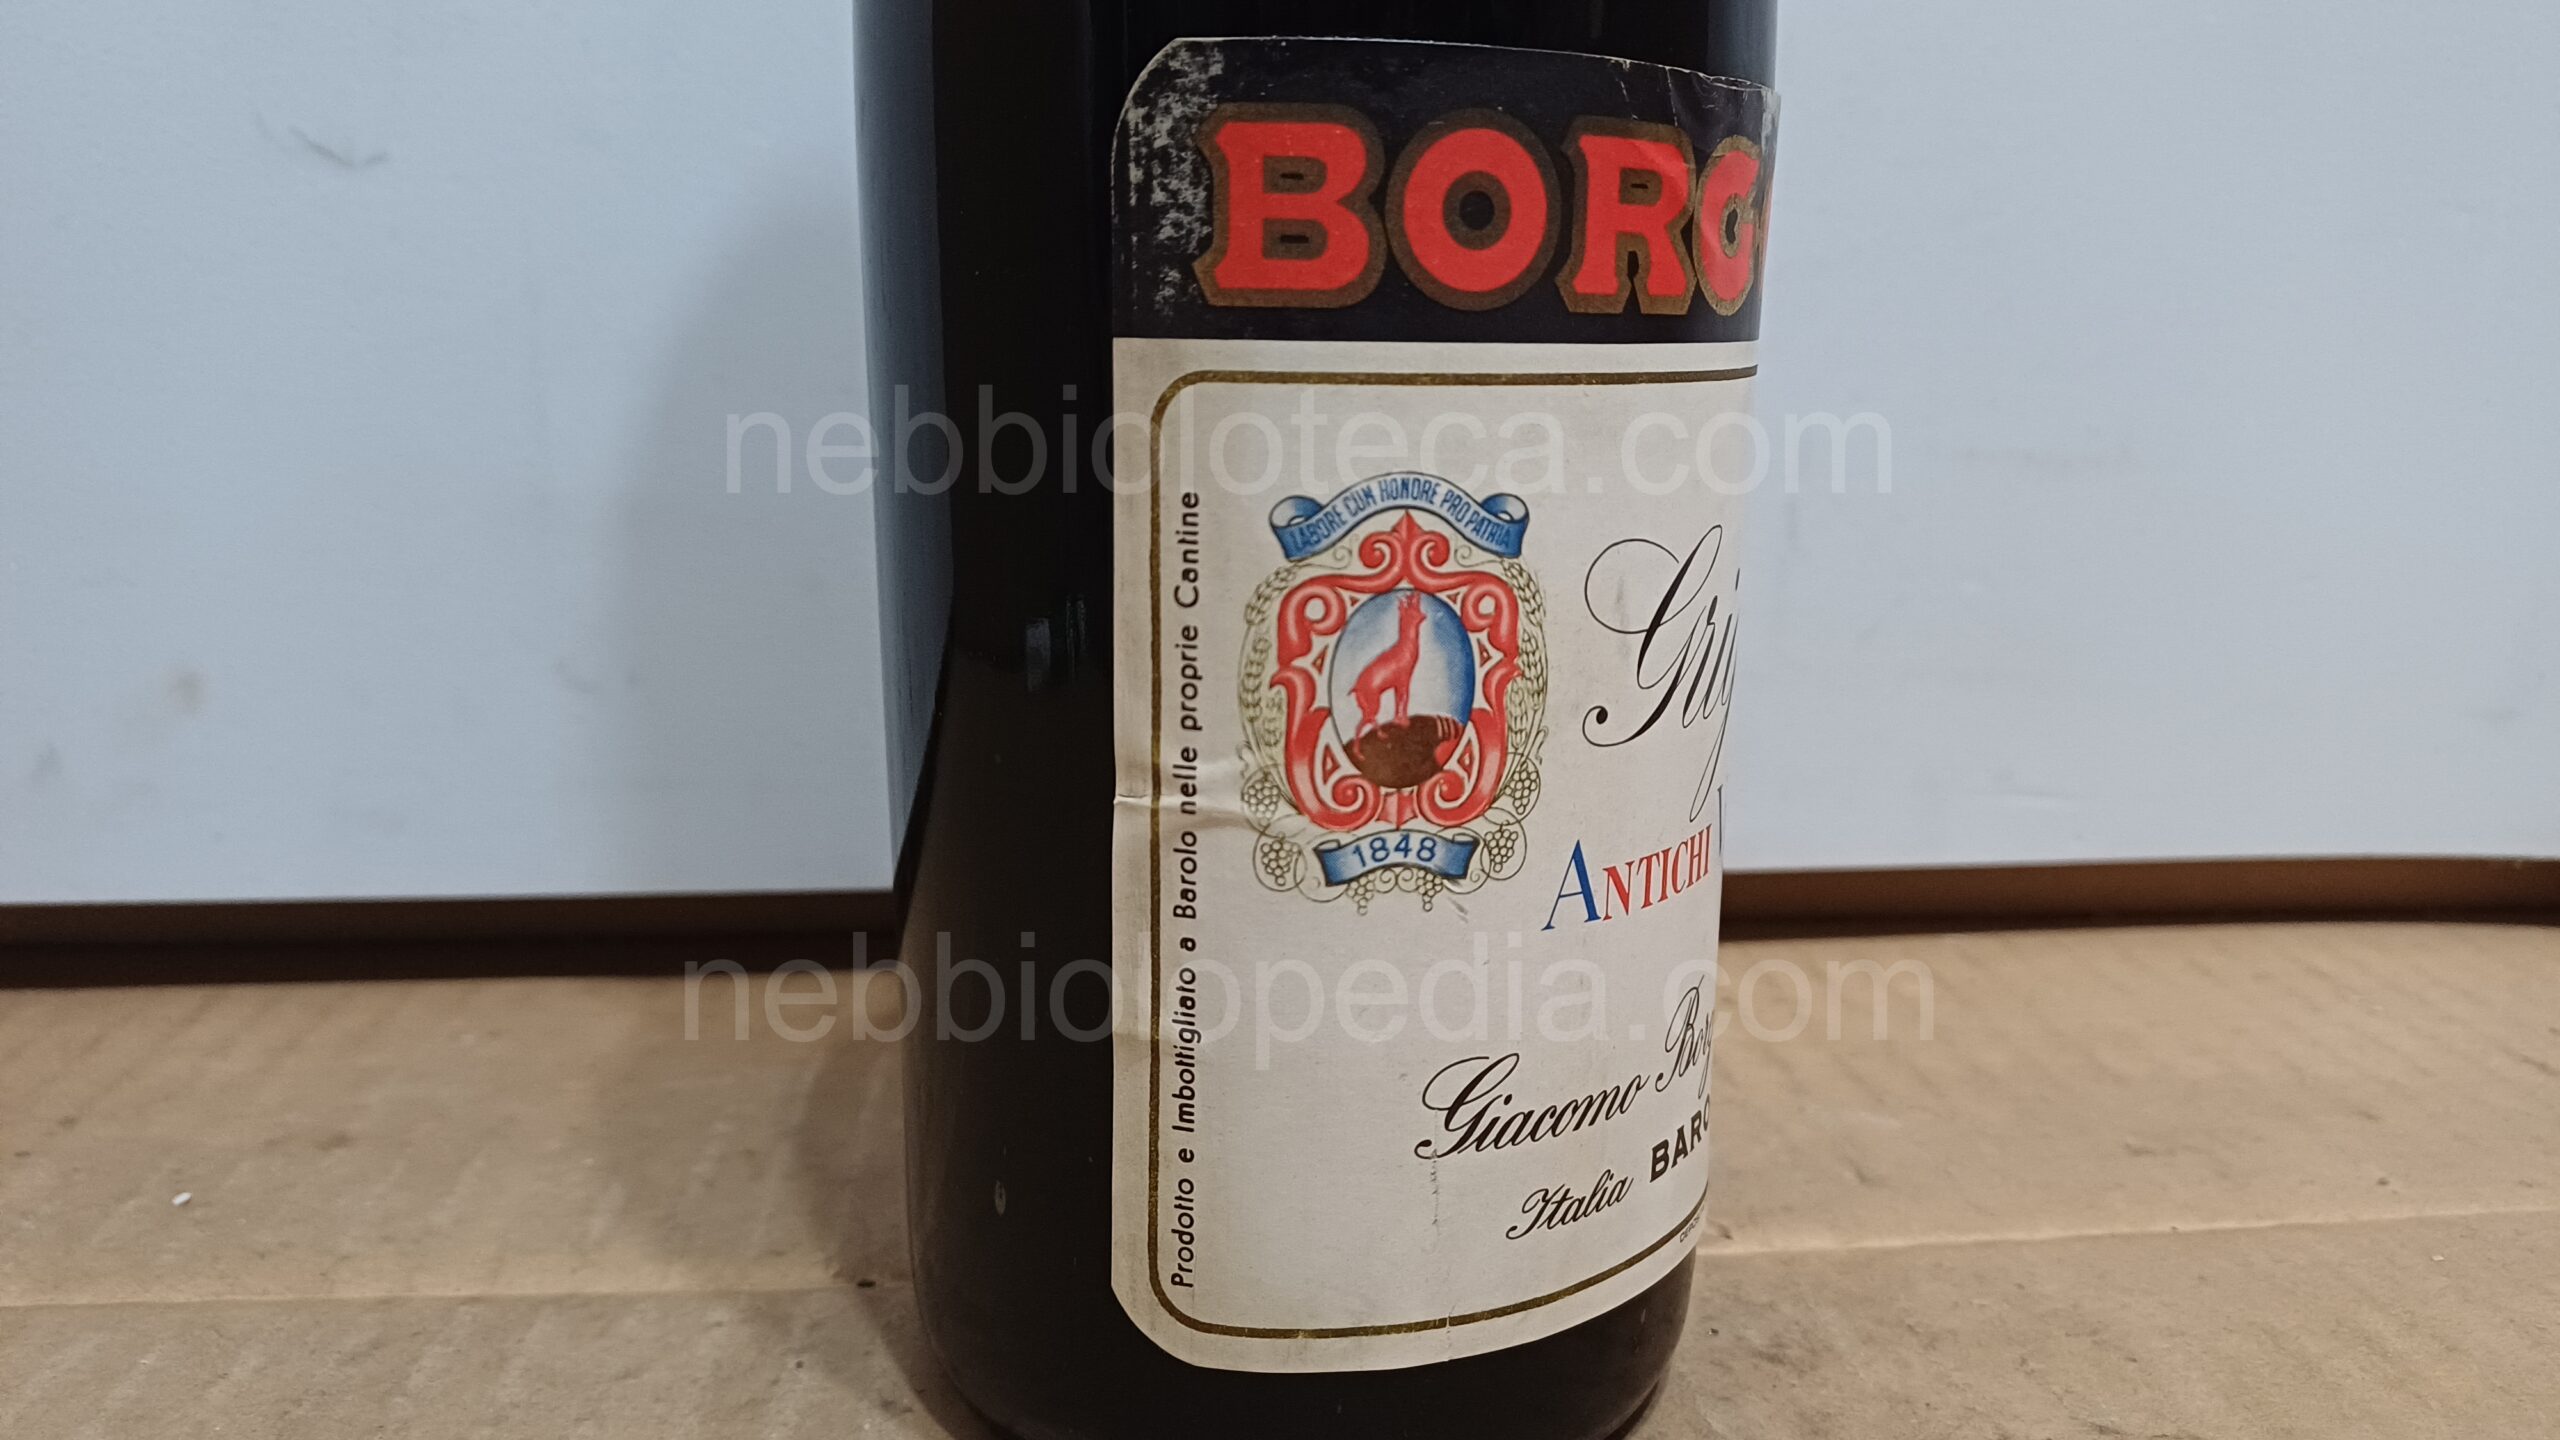 BORG
nebbioloteca.com
LABORE CUM HONORE PRO PATRIA
Prodotto e Imbottigliato a Barolo nelle proprie Cantine
1848
ANTICHI
nebbiolopedia.com
Giacomo
Italia